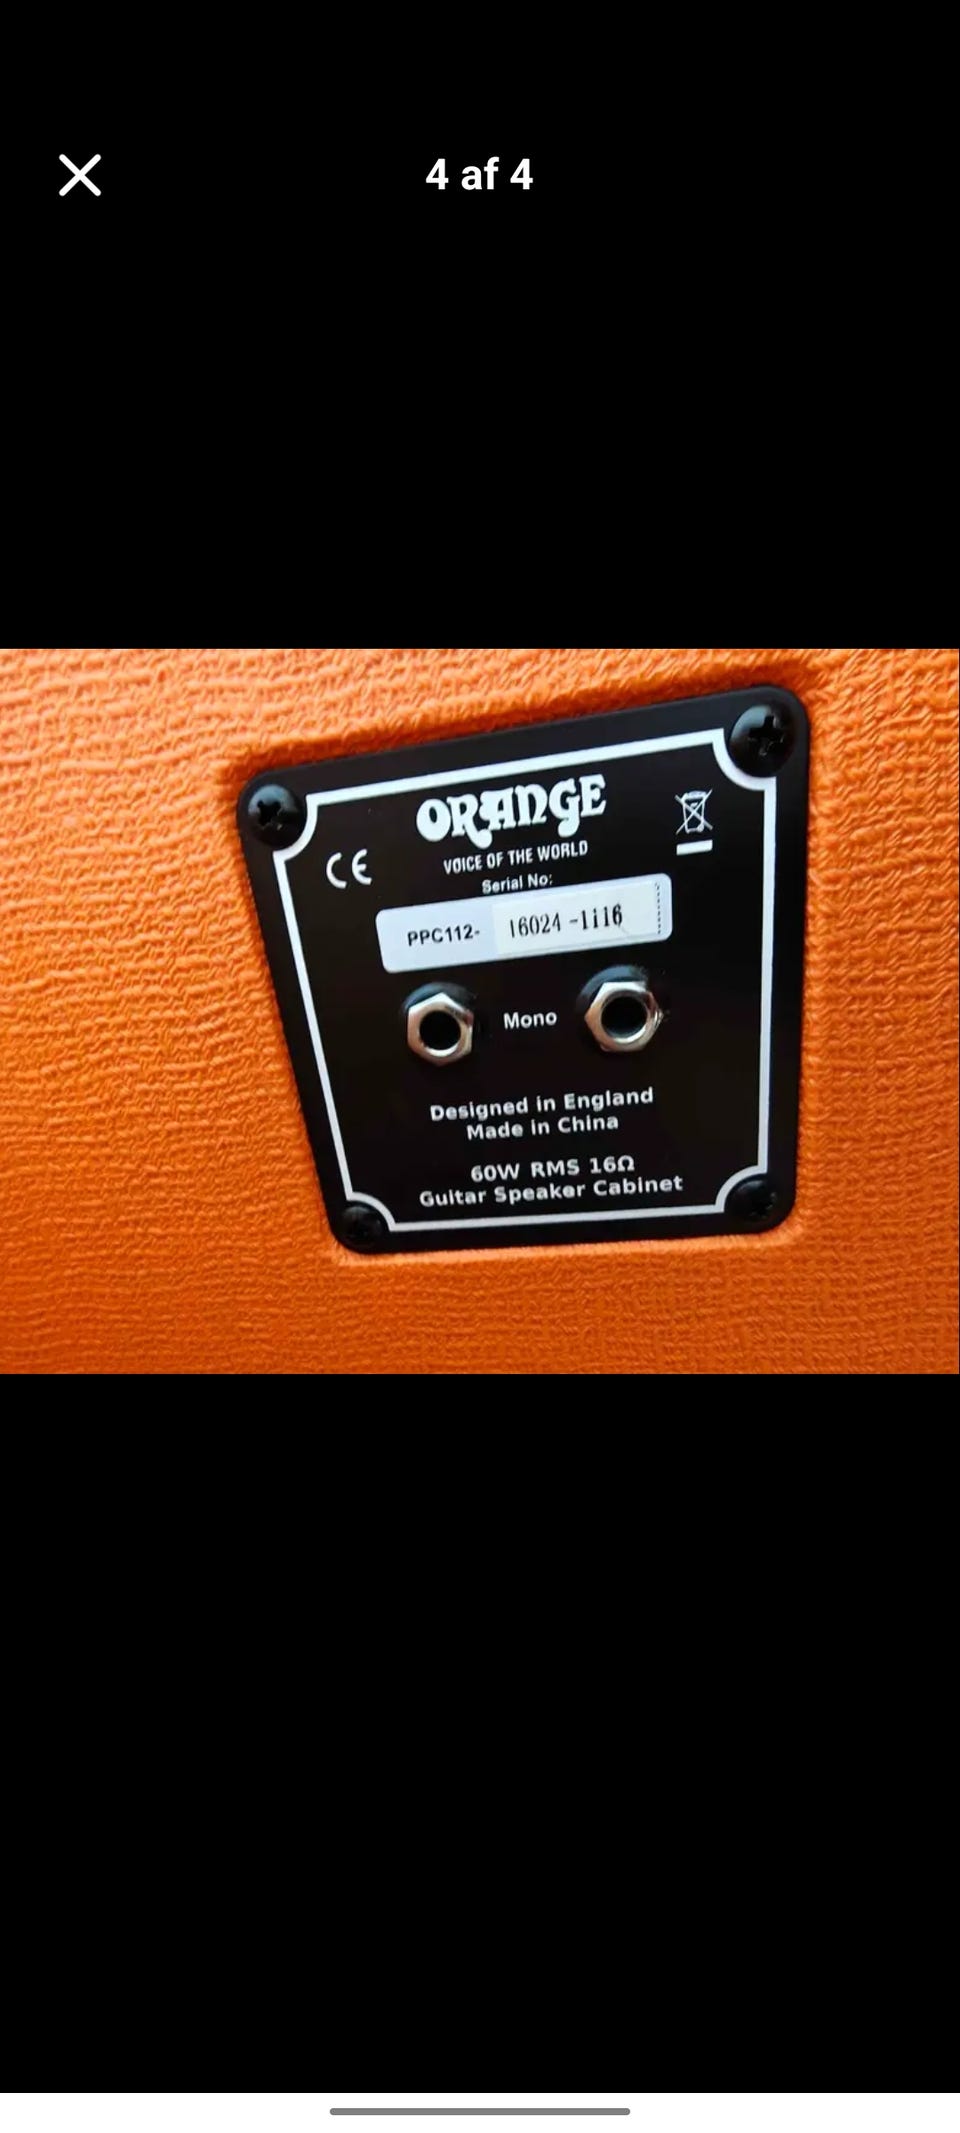 4 af 4
ORANGE
VOICE OF THE WORLD
Serial No:
PPC112- 16024-1116
Mono
Designed in England
Made in China
60W RMS 16Ω
Guitar Speaker Cabinet